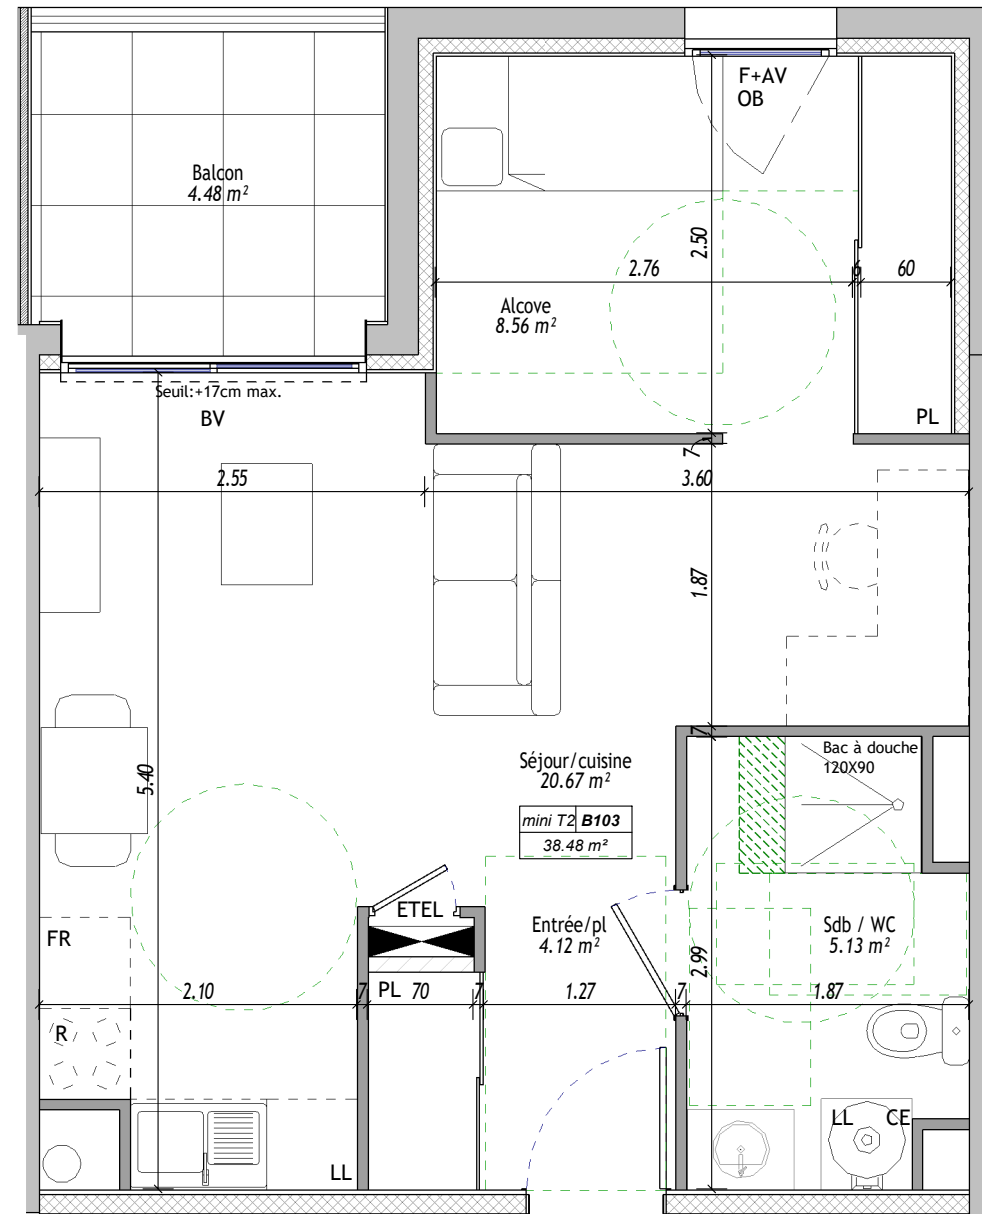 F+AV
OB
Balcon
4.48 m²
2.50
2.76
6
60
Alcove
8.56 m²
Seuil:+17cm max.
BV
PL
7
2.55
3.60
1.87
7
Bac à douche
120X90
Séjour/cuisine
20.67 m²
5.40
mini T2 B103
38.48 m²
ETEL
Entrée/pl
4.12 m²
Sdb / WC
5.13 m²
FR
2.99
2.10
7
PL
70
7
1.27
7
1.87
R
LL
CE
LL